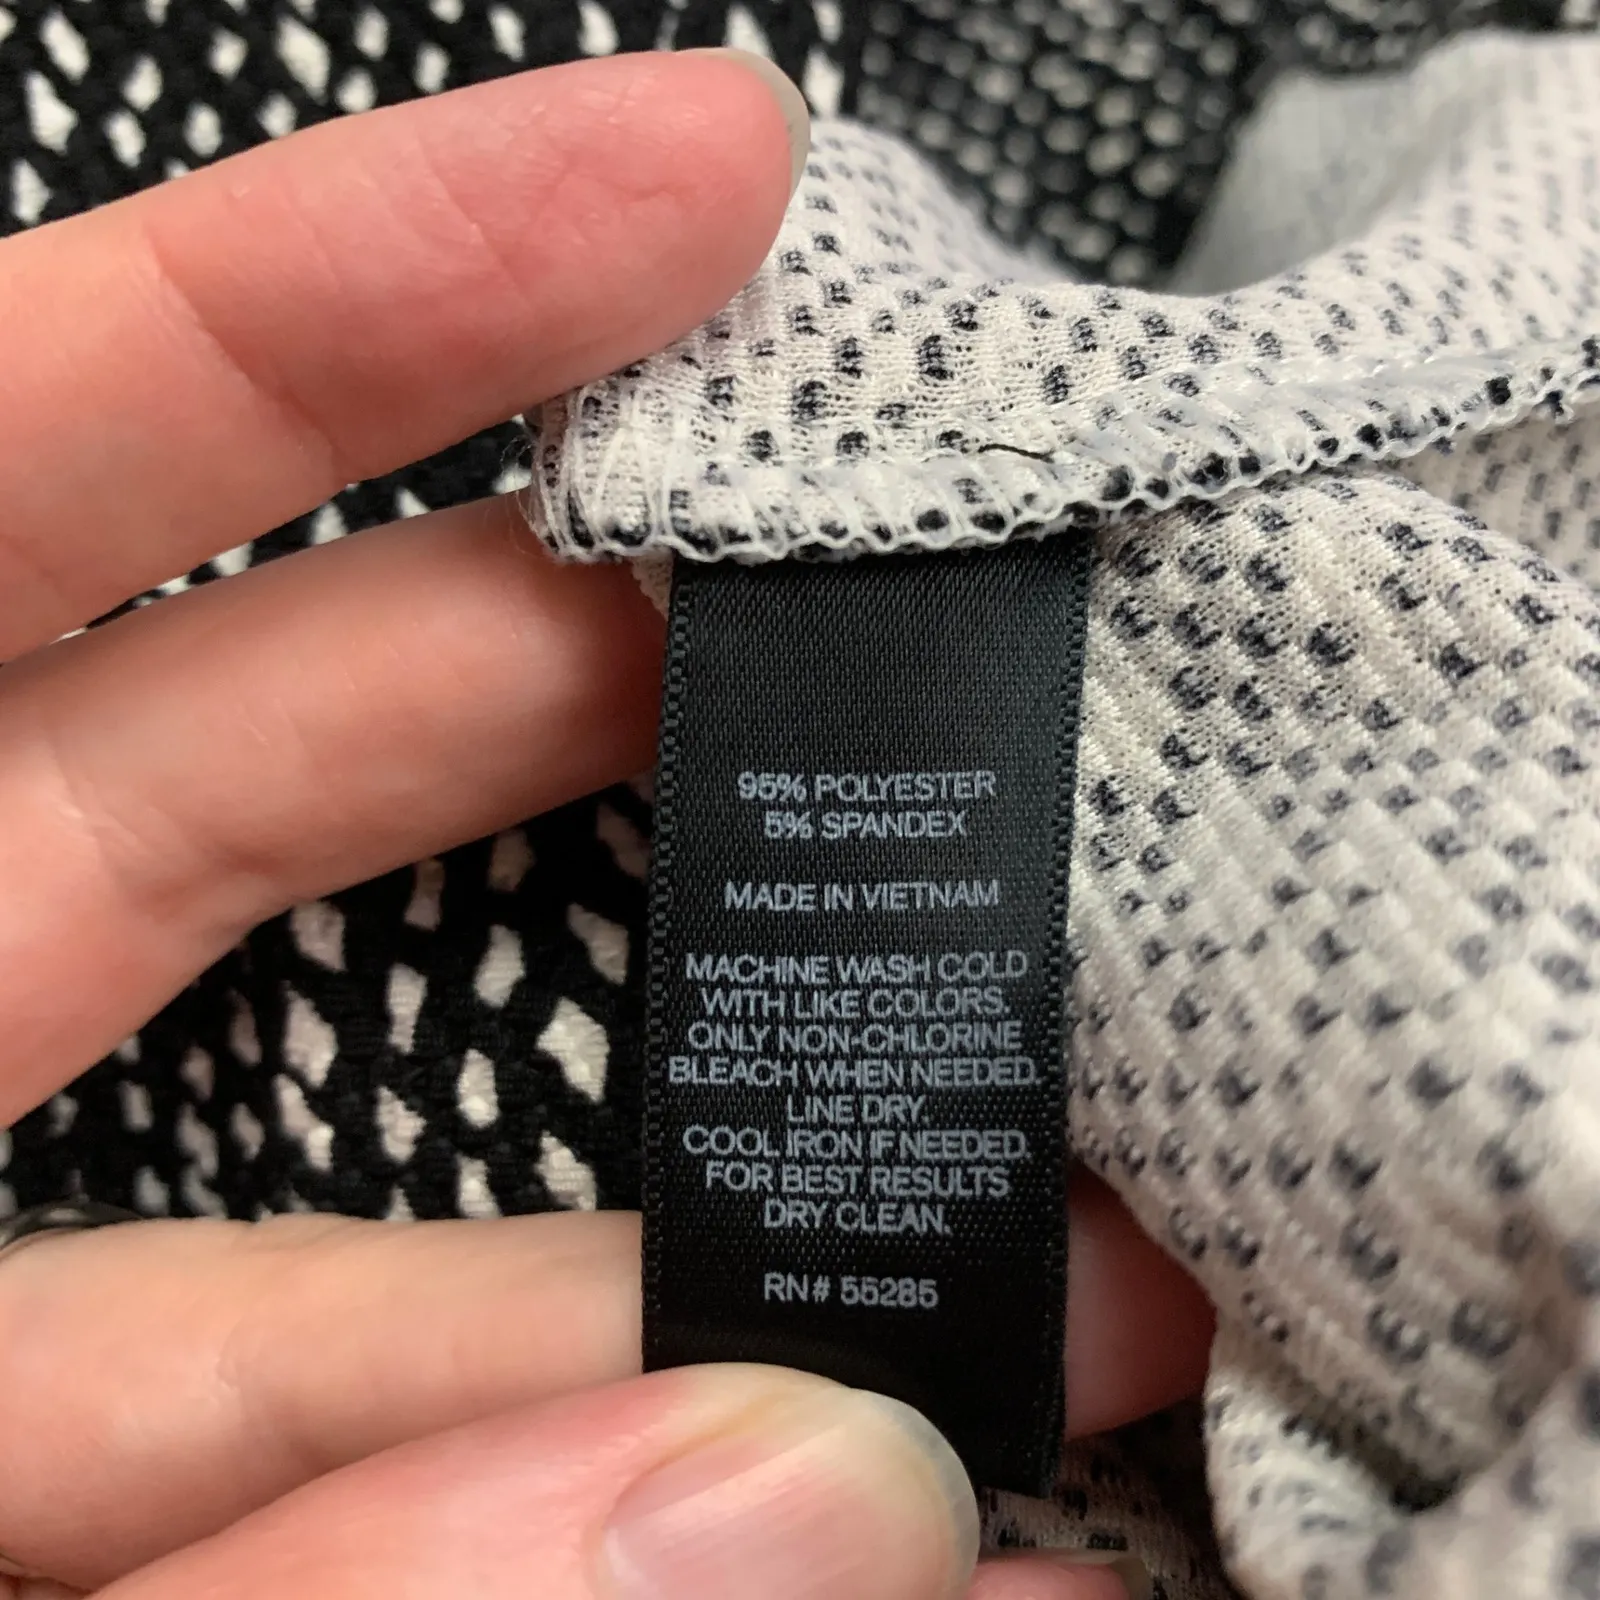 95% POLYESTER
5% SPANDEX
MADE IN VIETNAM
MACHINE WASH COLD
WITH LIKE COLORS.
ONLY NON-CHLORINE
BLEACH WHEN NEEDED.
LINE DRY.
COOL IRON IF NEEDED.
FOR BEST RESULTS
DRY CLEAN.
RN# 55285